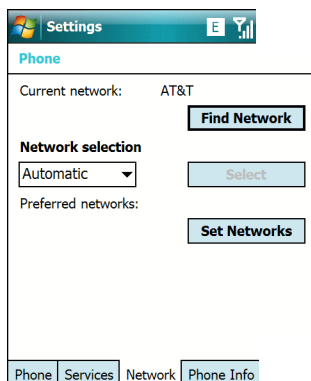 Settings E
Phone
Current network: AT&T
Find Network
Network selection
Automatic Select
Preferred networks:
Set Networks
Phone Services Network Phone Info